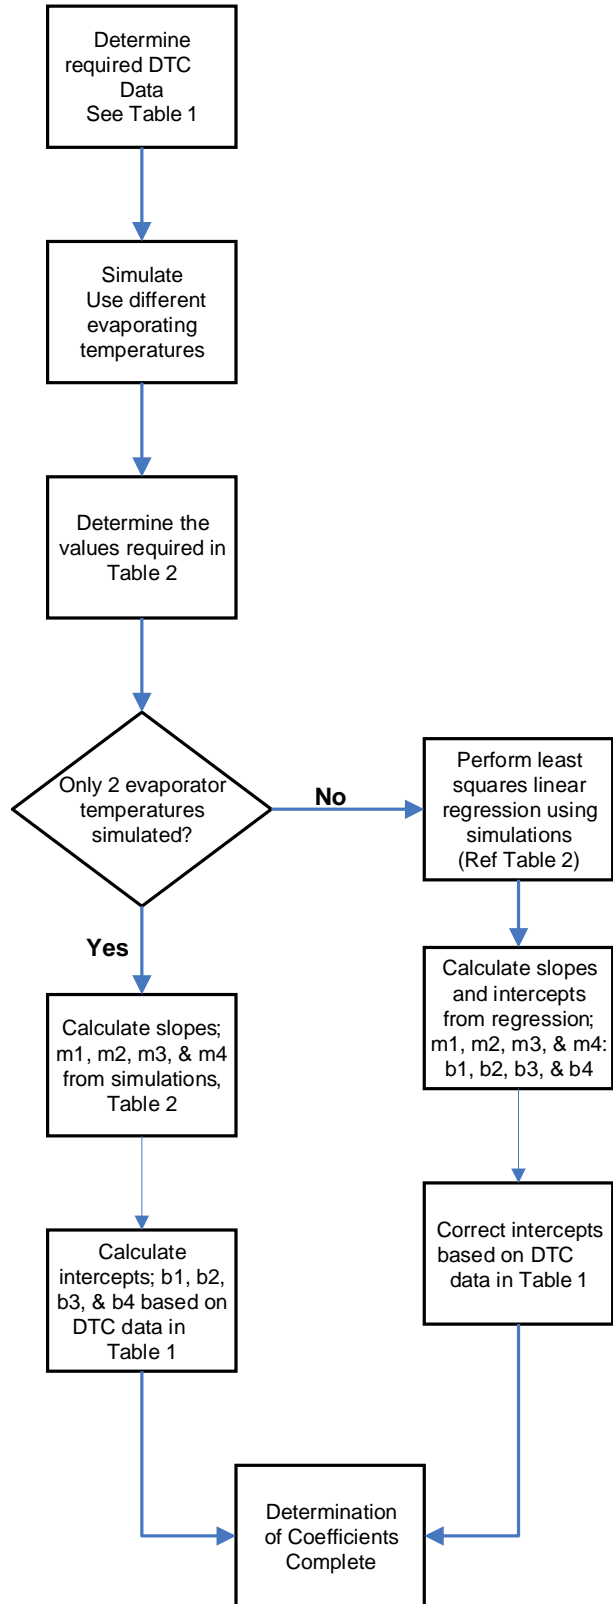 Determine
required DTC
Data
See Table 1
Simulate
Use different
evaporating
temperatures
Determine the
values required in
Table 2
Only 2 evaporator
temperatures
simulated?
No
Perform least
squares linear
regression using
simulations
(Ref Table 2)
Yes
Calculate slopes;
m1, m2, m3, & m4
from simulations,
Table 2
Calculate slopes
and intercepts
from regression;
m1, m2, m3, & m4:
b1, b2, b3, & b4
Calculate
intercepts; b1, b2,
b3, & b4 based on
DTC data in
Table 1
Correct intercepts
based on DTC
data in Table 1
Determination
of Coefficients
Complete